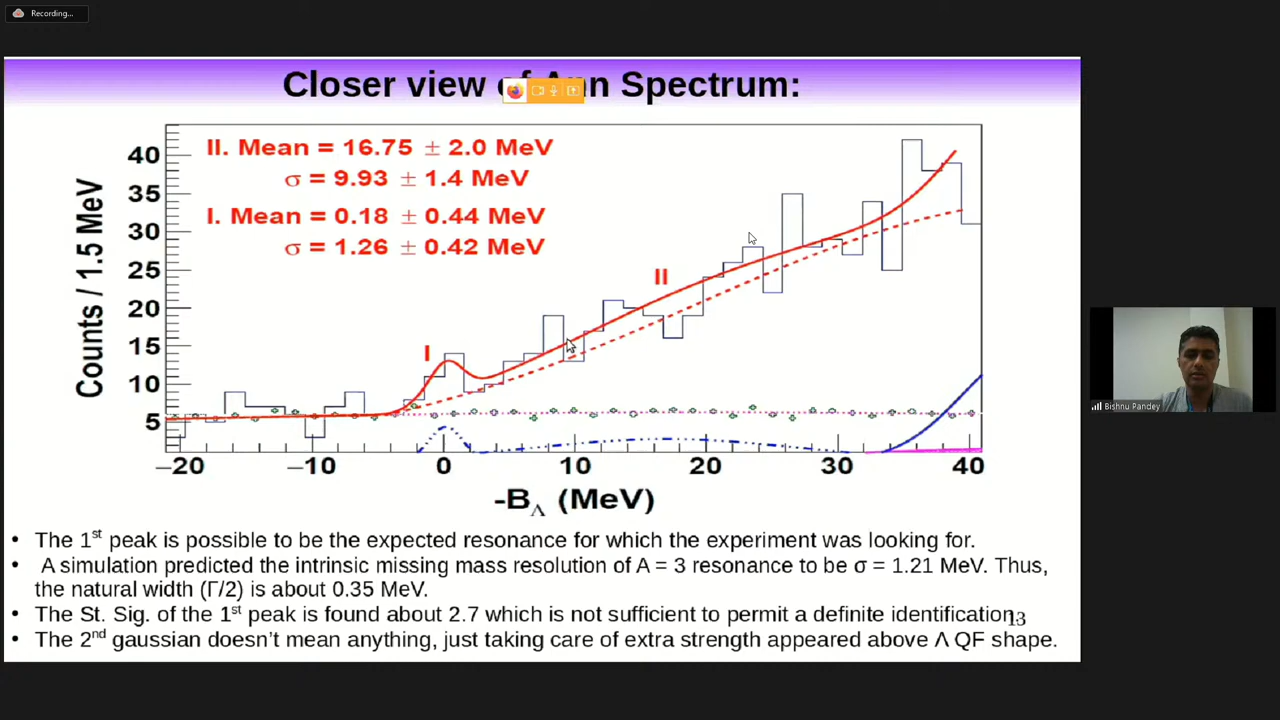 Recording...
Closer view of Ann Spectrum:
II. Mean = 16.75 ± 2.0 MeV
σ = 9.93 ± 1.4 MeV
I. Mean = 0.18 ± 0.44 MeV
σ = 1.26 ± 0.42 MeV
Counts / 1.5 MeV
40
35
30
25
20
15
10
5
I
II
−20 −10 0 10 20 30 40
-BΛ (MeV)
• The 1st peak is possible to be the expected resonance for which the experiment was looking for.
• A simulation predicted the intrinsic missing mass resolution of A = 3 resonance to be σ = 1.21 MeV. Thus,
the natural width (Γ/2) is about 0.35 MeV.
• The St. Sig. of the 1st peak is found about 2.7 which is not sufficient to permit a definite identification.
13
• The 2nd gaussian doesn't mean anything, just taking care of extra strength appeared above Λ QF shape.
Bishnu Pandey